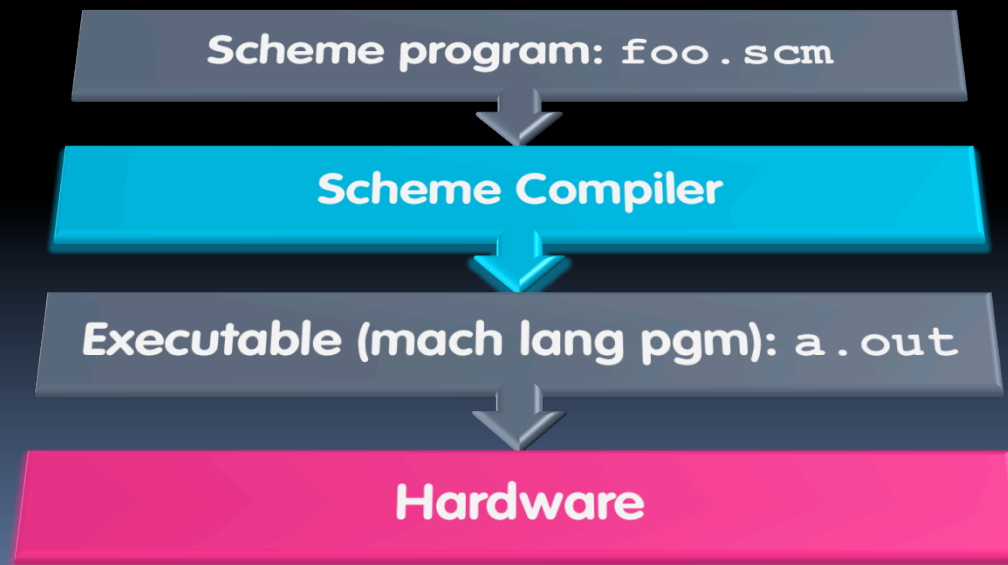 Scheme program: foo.scm
Scheme Compiler
Executable (mach lang pgm): a.out
Hardware